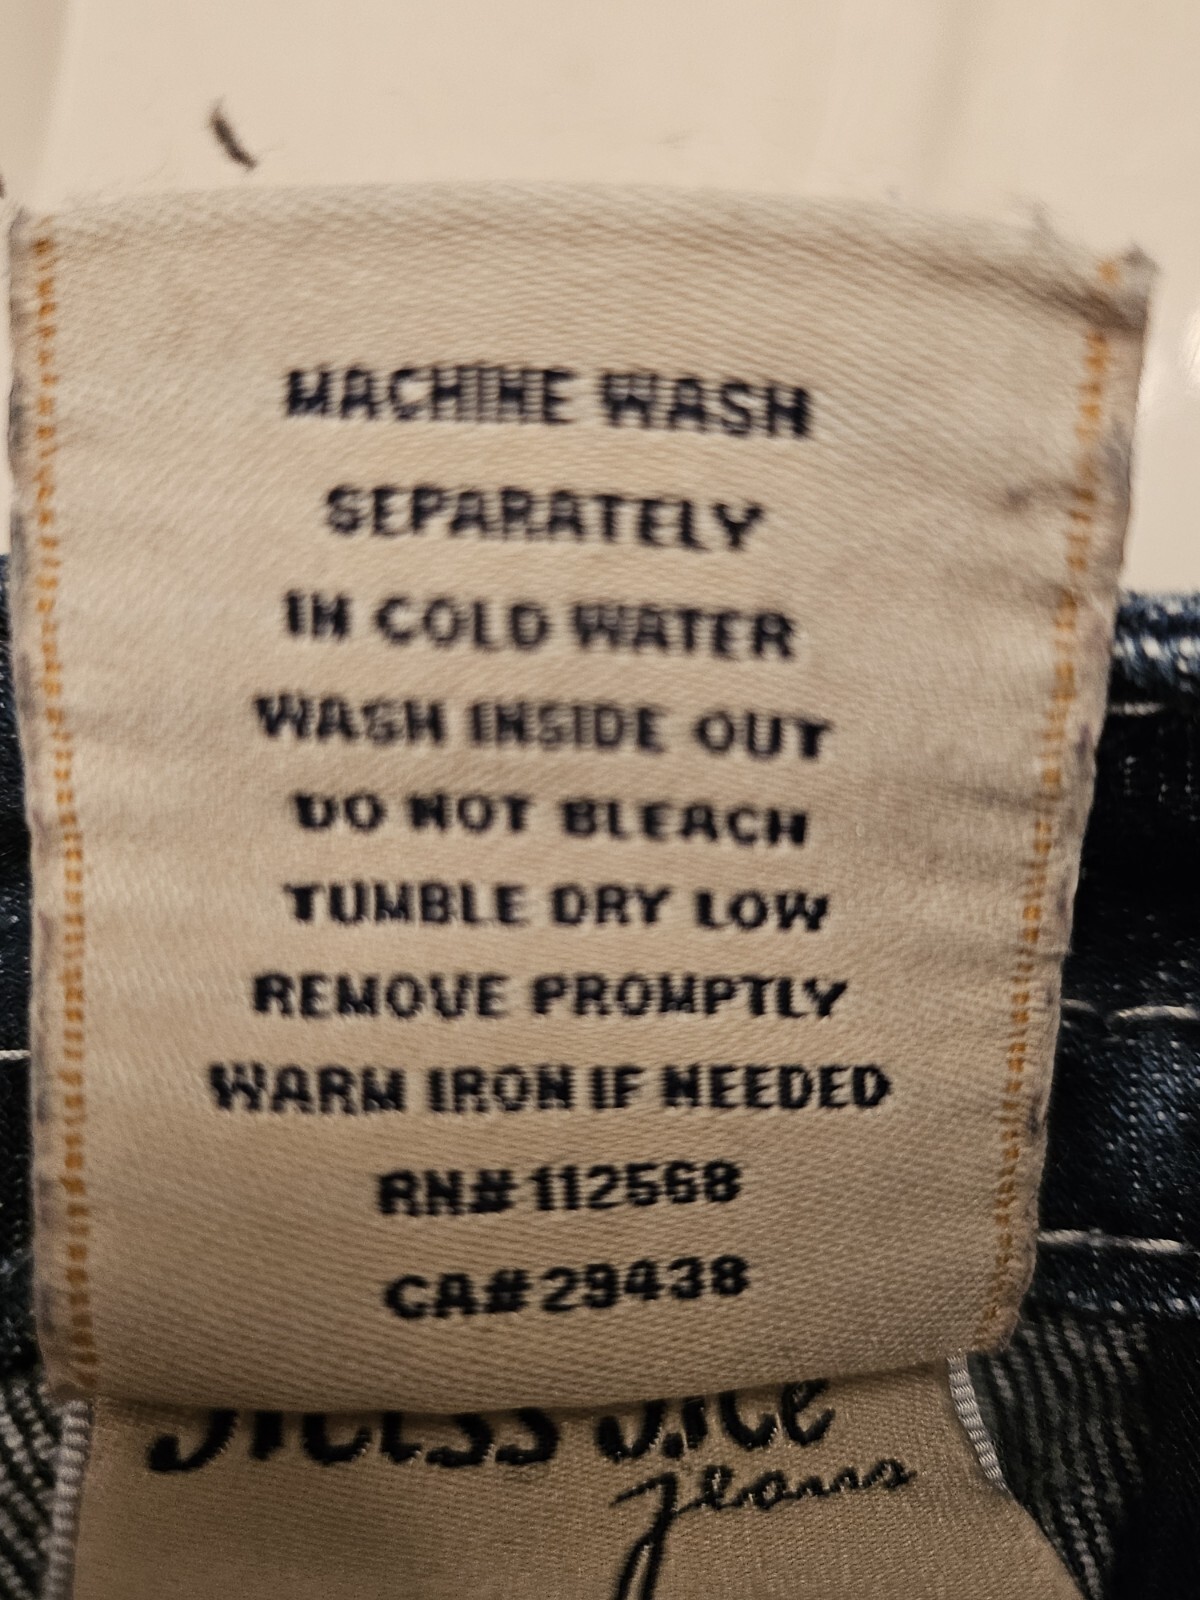 MACHINE WASH
SEPARATELY
IN COLD WATER
WASH INSIDE OUT
DO NOT BLEACH
TUMBLE DRY LOW
REMOVE PROMPTLY
WARM IRON IF NEEDED
RN# 112568
CA# 29438
jeans